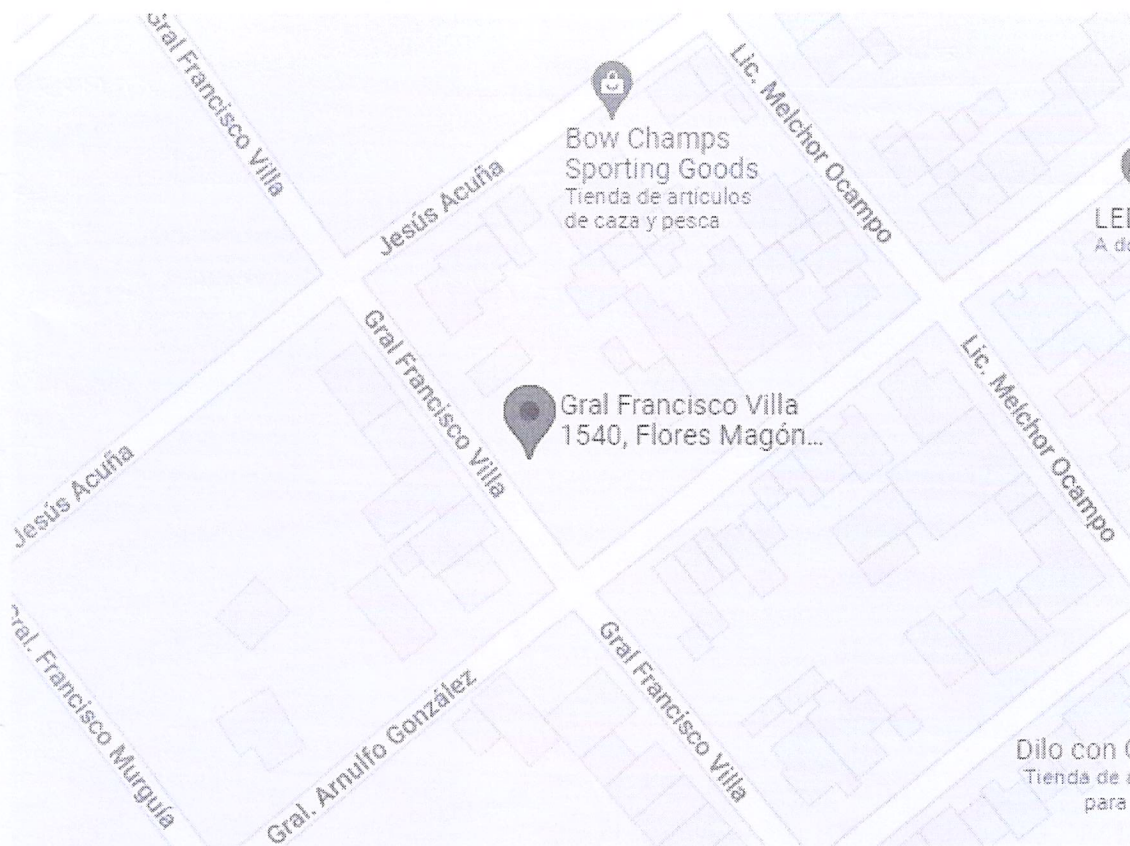 Gral Francisco Villa
Lic. Melchor Ocampo
Bow Champs
Sporting Goods
Tienda de artículos
de caza y pesca
Jesús Acuña
A
Gral Francisco Villa
Lic. Melchor Ocampo
Gral Francisco Villa
1540, Flores Magón...
Jesús Acuña
Gral. Francisco Murguía
Gral Francisco Villa
Gral. Arnulfo González
Dilo con
Tienda de
para